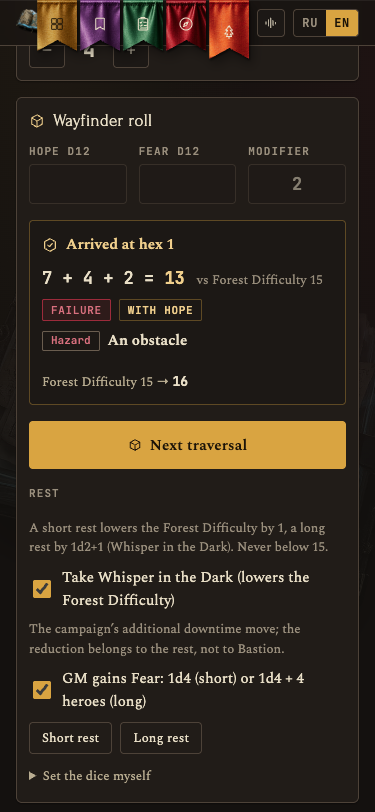 RU EN
− 4 +
Wayfinder roll
HOPE D12 FEAR D12 MODIFIER
2
Arrived at hex 1
7 + 4 + 2 = 13 vs Forest Difficulty 15
FAILURE WITH HOPE
Hazard An obstacle
Forest Difficulty 15 → 16
Next traversal
REST
A short rest lowers the Forest Difficulty by 1, a long
rest by 1d2+1 (Whisper in the Dark). Never below 15.
Take Whisper in the Dark (lowers the
Forest Difficulty)
The campaign's additional downtime move; the
reduction belongs to the rest, not to Bastion.
GM gains Fear: 1d4 (short) or 1d4 + 4
heroes (long)
Short rest Long rest
Set the dice myself